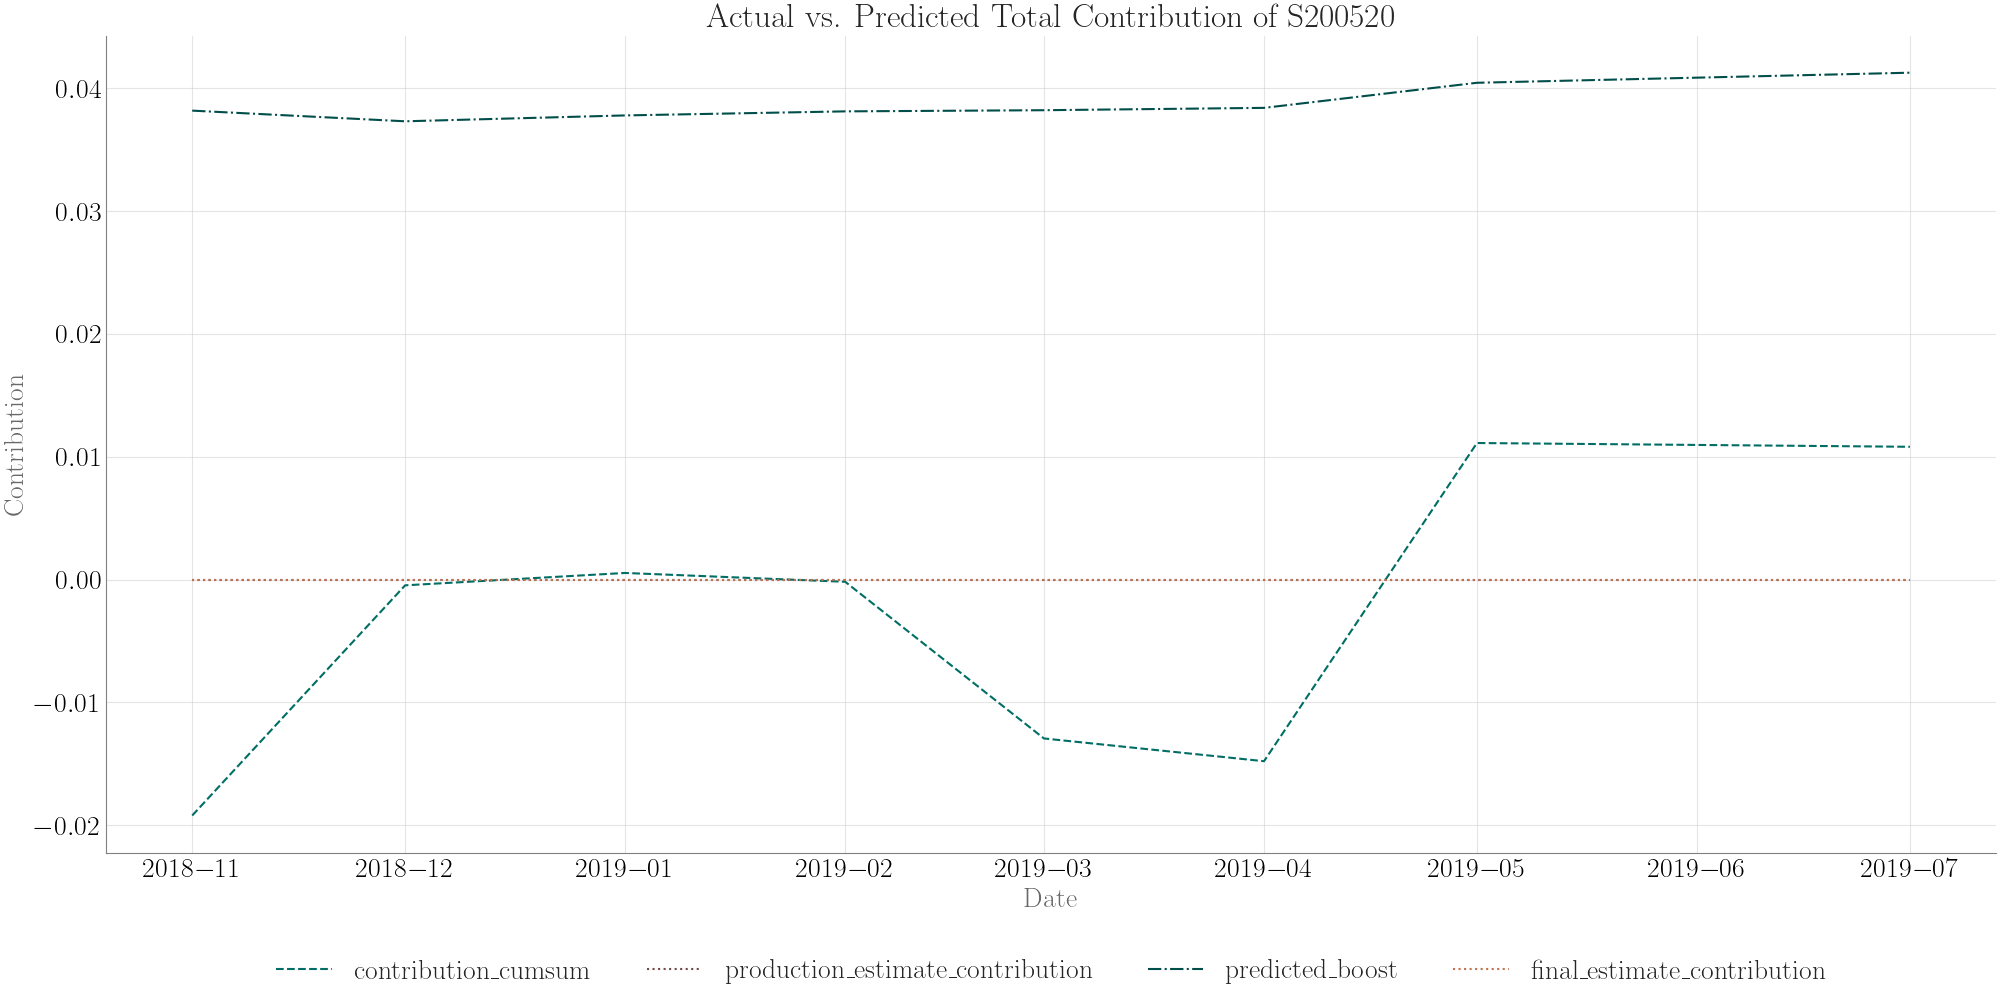 Actual vs. Predicted Total Contribution of S200520
Contribution
0.04
0.03
0.02
0.01
0.00
−0.01
−0.02
2018−11 2018−12 2019−01 2019−02 2019−03 2019−04 2019−05 2019−06 2019−07
Date
contribution_cumsum production_estimate_contribution predicted_boost final_estimate_contribution